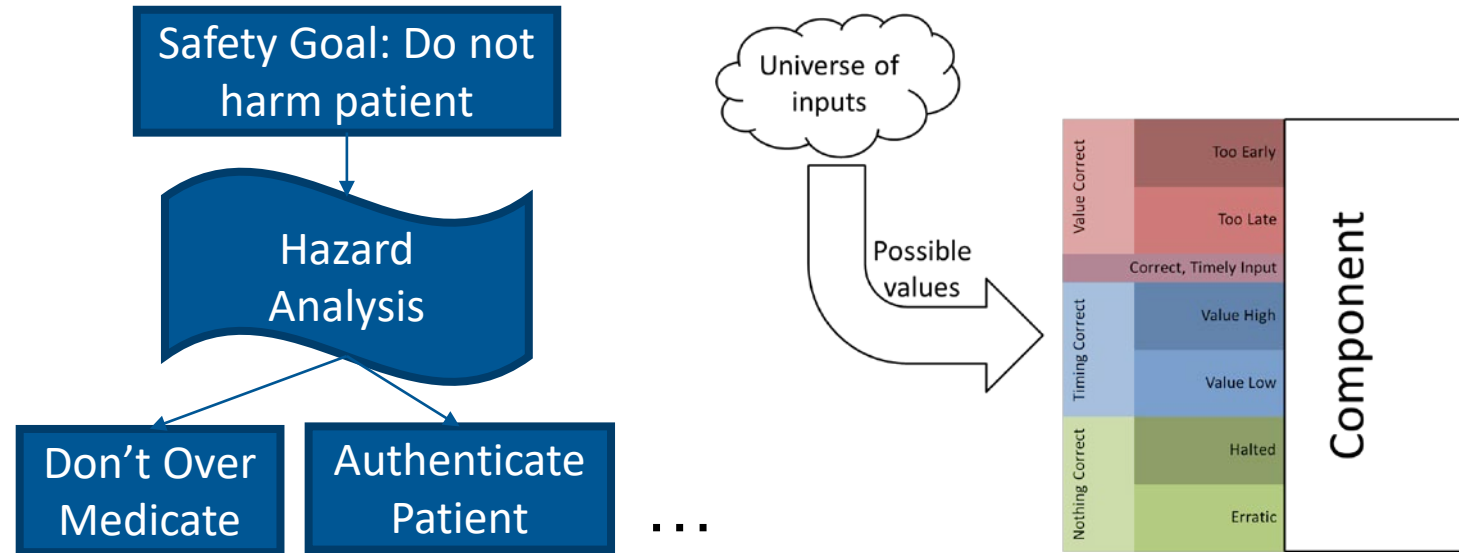 Safety Goal: Do not
harm patient
Hazard
Analysis
Don’t Over
Medicate
Authenticate
Patient
...
Universe of
inputs
Possible
values
Value Correct
Too Early
Too Late
Correct, Timely Input
Timing Correct
Value High
Value Low
Nothing Correct
Halted
Erratic
Component